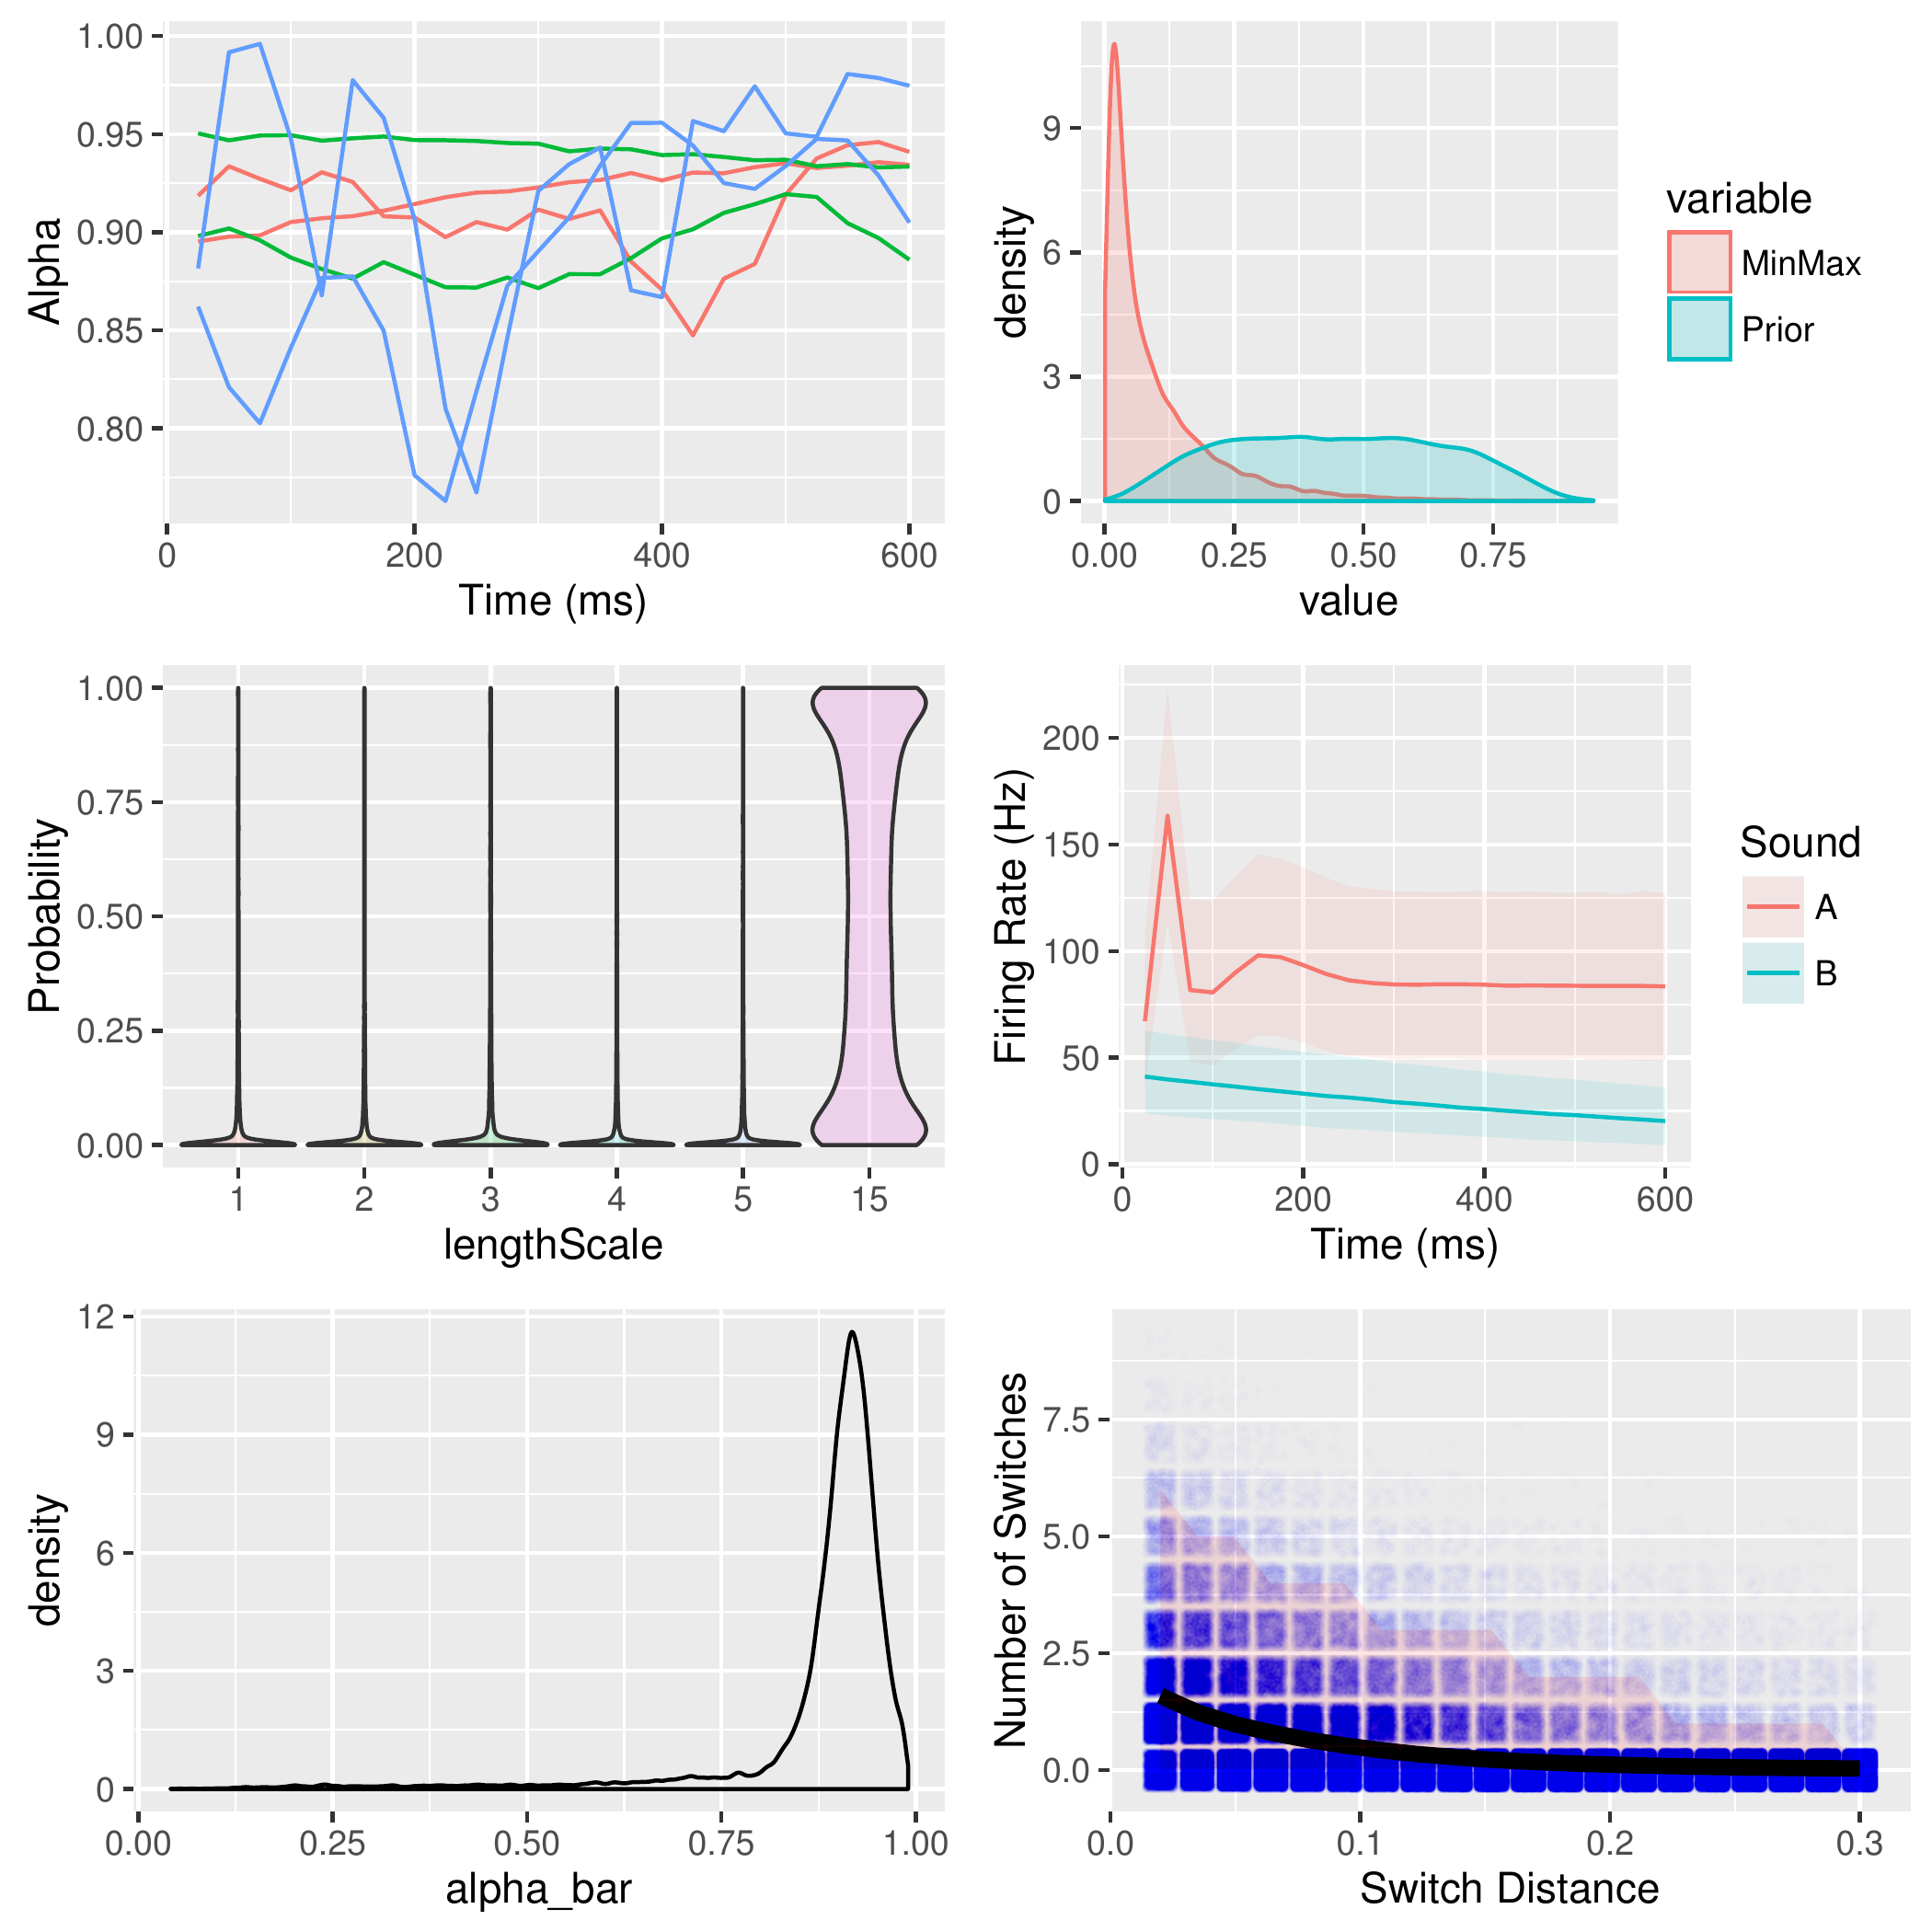 1.00
0.95
0.90
0.85
0.80
Alpha
0 200 400 600
Time (ms)
9
6
3
0
density
0.00 0.25 0.50 0.75
value
variable
MinMax
Prior
1.00
0.75
0.50
0.25
0.00
Probability
1 2 3 4 5 15
lengthScale
200
150
100
50
0
Firing Rate (Hz)
0 200 400 600
Time (ms)
Sound
A
B
12
9
6
3
0
density
0.00 0.25 0.50 0.75 1.00
alpha_bar
7.5
5.0
2.5
0.0
Number of Switches
0.0 0.1 0.2 0.3
Switch Distance